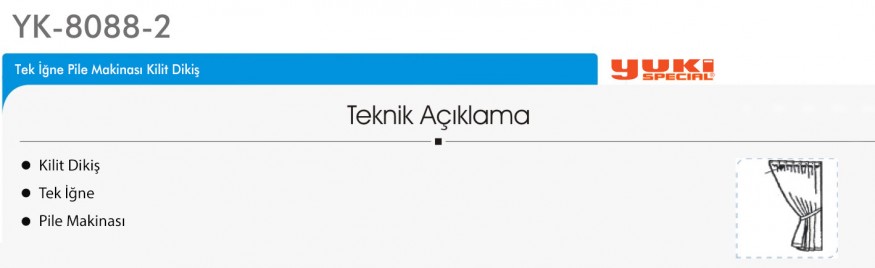 YK-8088-2
Tek İğne Pile Makinası Kilit Dikiş
YUKI
SPECIAL
Teknik Açıklama
Kilit Dikiş
Tek İğne
Pile Makinası